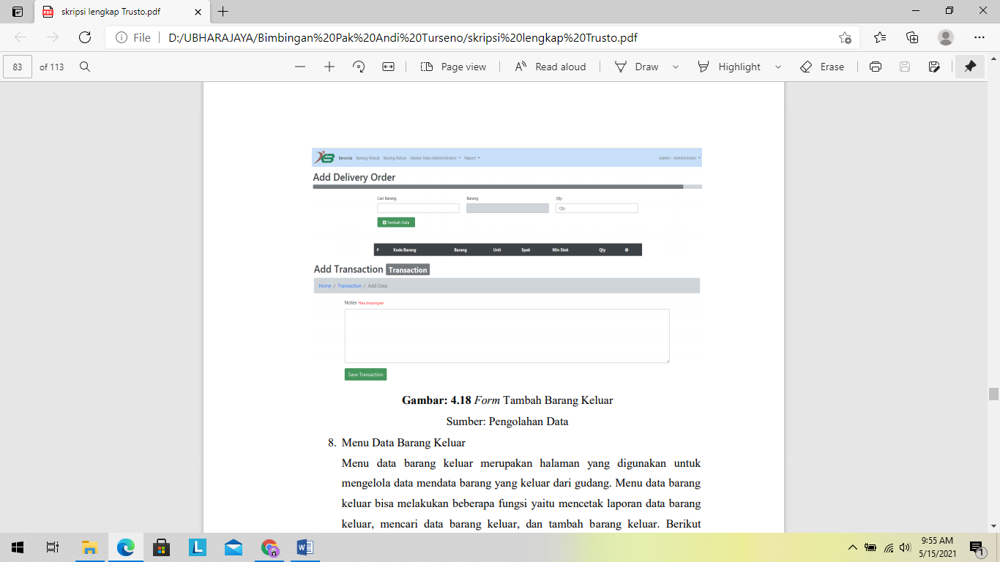 skripsi lengkap Trusto.pdf
File D:/UBHARAJAYA/Bimbingan%20Pak%20Andi%20Turseno/skripsi%20lengkap%20Trusto.pdf
83 of 113 Page view Read aloud Draw Highlight Erase
Beranda Barang Masuk Barang Keluar Master Data (Administrator) Report Admin - Administrator
Add Delivery Order
Cari Barang Barang Qty
Qty
Tambah Data
# Kode Barang Barang Unit Spek Min Stok Qty
Add Transaction Transaction
Home / Transaction / Add Data
Notes *Bisa dikosongkan
Save Transaction
Gambar: 4.18 Form Tambah Barang Keluar
Sumber: Pengolahan Data
8. Menu Data Barang Keluar
Menu data barang keluar merupakan halaman yang digunakan untuk
mengelola data mendata barang yang keluar dari gudang. Menu data barang
keluar bisa melakukan beberapa fungsi yaitu mencetak laporan data barang
keluar, mencari data barang keluar, dan tambah barang keluar. Berikut
9:55 AM
5/15/2021
1